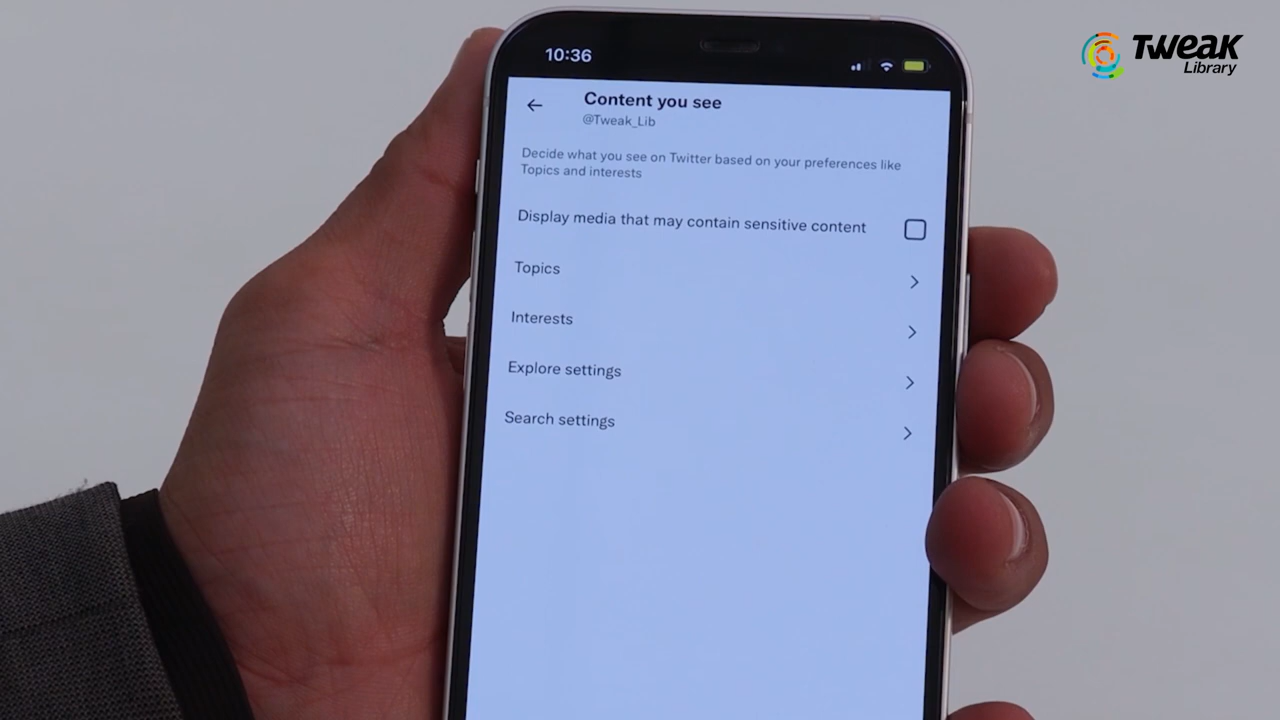 Tweak
Library
10:36
Content you see
@Tweak_Lib
Decide what you see on Twitter based on your preferences like
Topics and interests
Display media that may contain sensitive content
Topics
Interests
Explore settings
Search settings